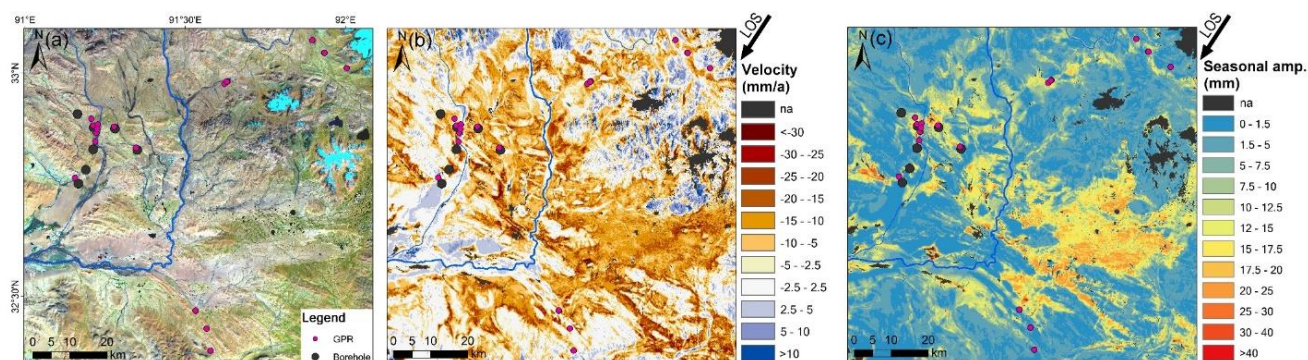 91°E
91°30'
92°
33°N
32°30'
(a)
N
Legend
GPR
Borehole
0 5 10 20
km
(b)
N
0 5 10 20
km
LOS
Velocity
(mm/a)
na
<-30
-30 - -25
-25 - -20
-20 - -15
-15 - -10
-10 - -5
-5 - -2.5
-2.5 - 2.5
2.5 - 5
5 - 10
>10
(c)
N
0 5 10 20
km
LOS
Seasonal amp.
(mm)
na
0 - 1.5
1.5 - 5
5 - 7.5
7.5 - 10
10 - 12.5
12 - 15
15 - 17.5
17.5 - 20
20 - 25
25 - 30
30 - 40
>40